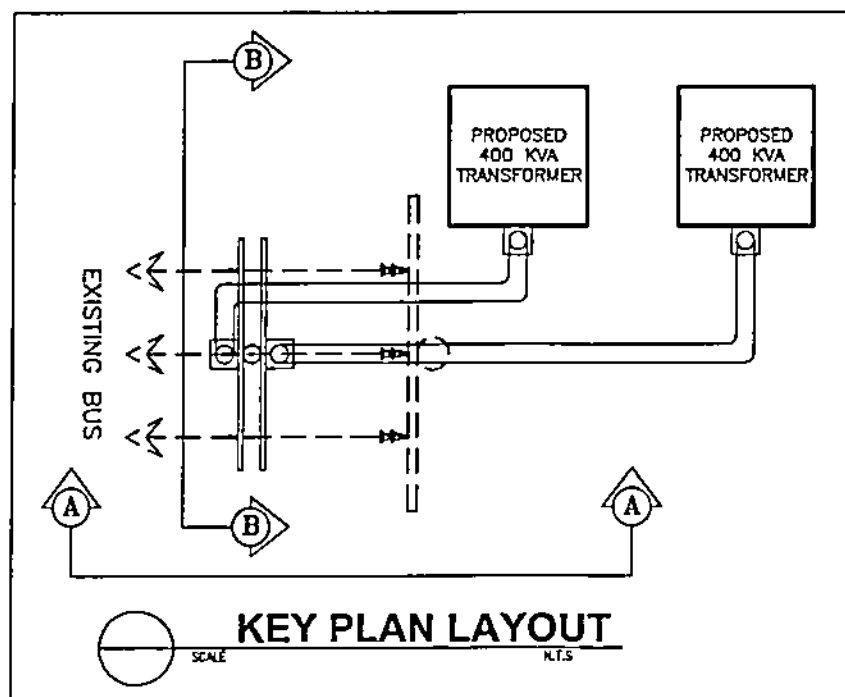 B
PROPOSED
400 KVA
TRANSFORMER
PROPOSED
400 KVA
TRANSFORMER
EXISTING BUS
A
B
A
KEY PLAN LAYOUT
SCALE
N.T.S